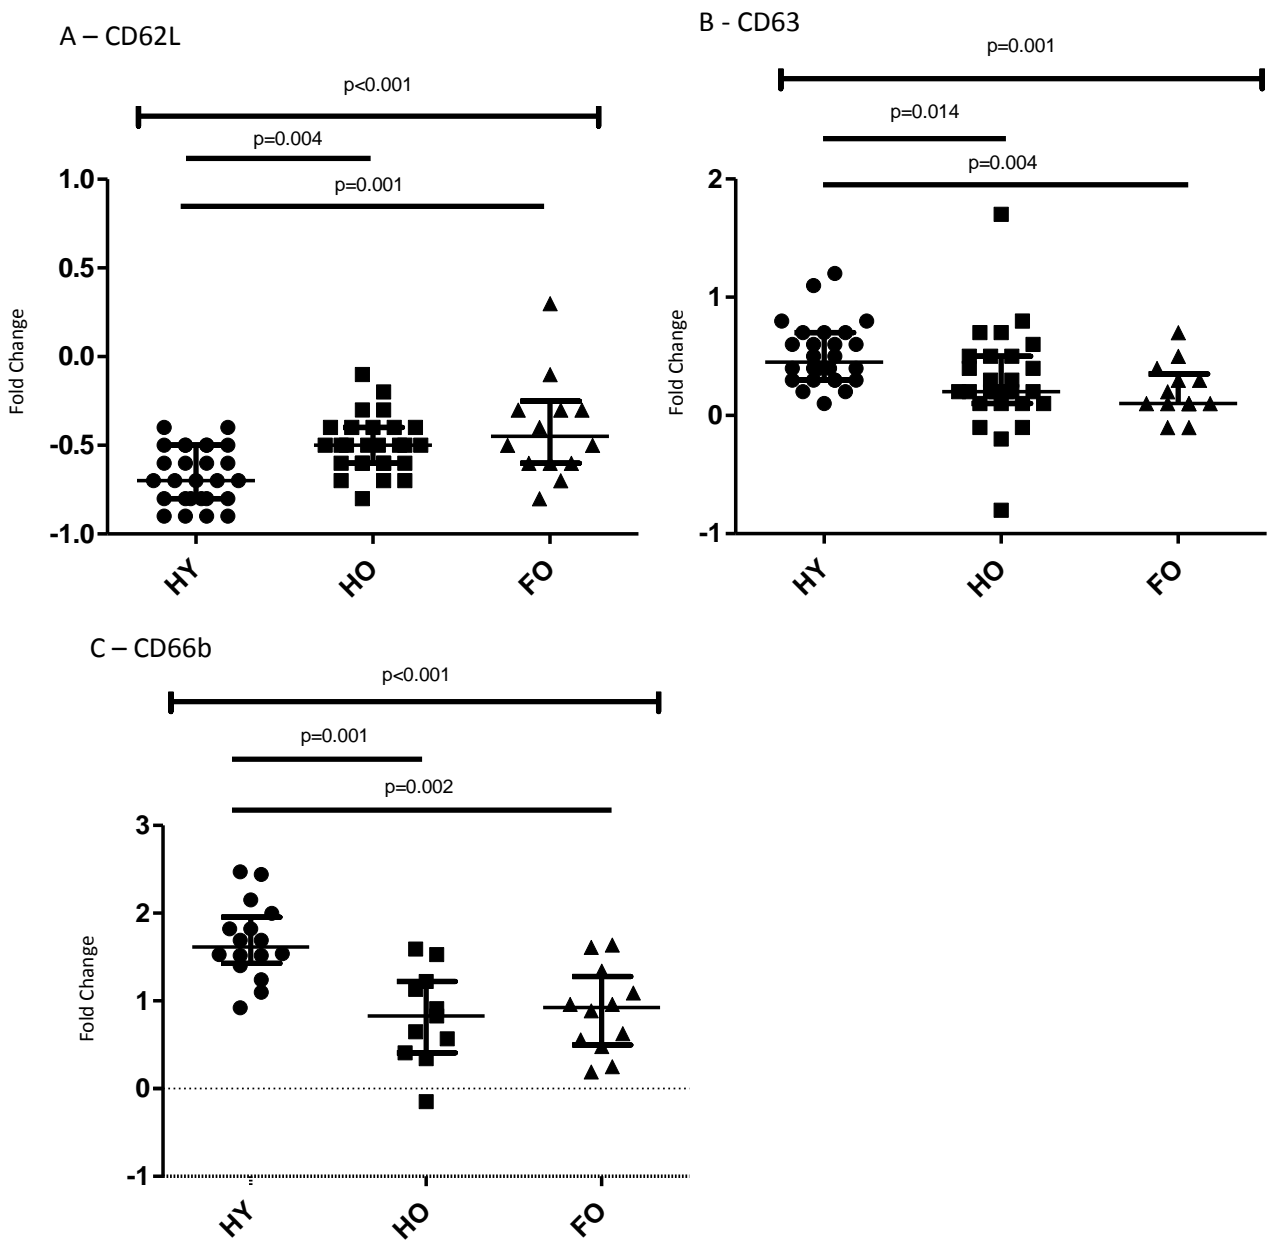 A – CD62L
p<0.001
p=0.004
p=0.001
1.0
0.5
0.0
-0.5
-1.0
Fold Change
HY
HO
FO
B - CD63
p=0.001
p=0.014
p=0.004
2
1
0
-1
Fold Change
HY
HO
FO
C – CD66b
p<0.001
p=0.001
p=0.002
3
2
1
0
-1
Fold Change
HY
HO
FO